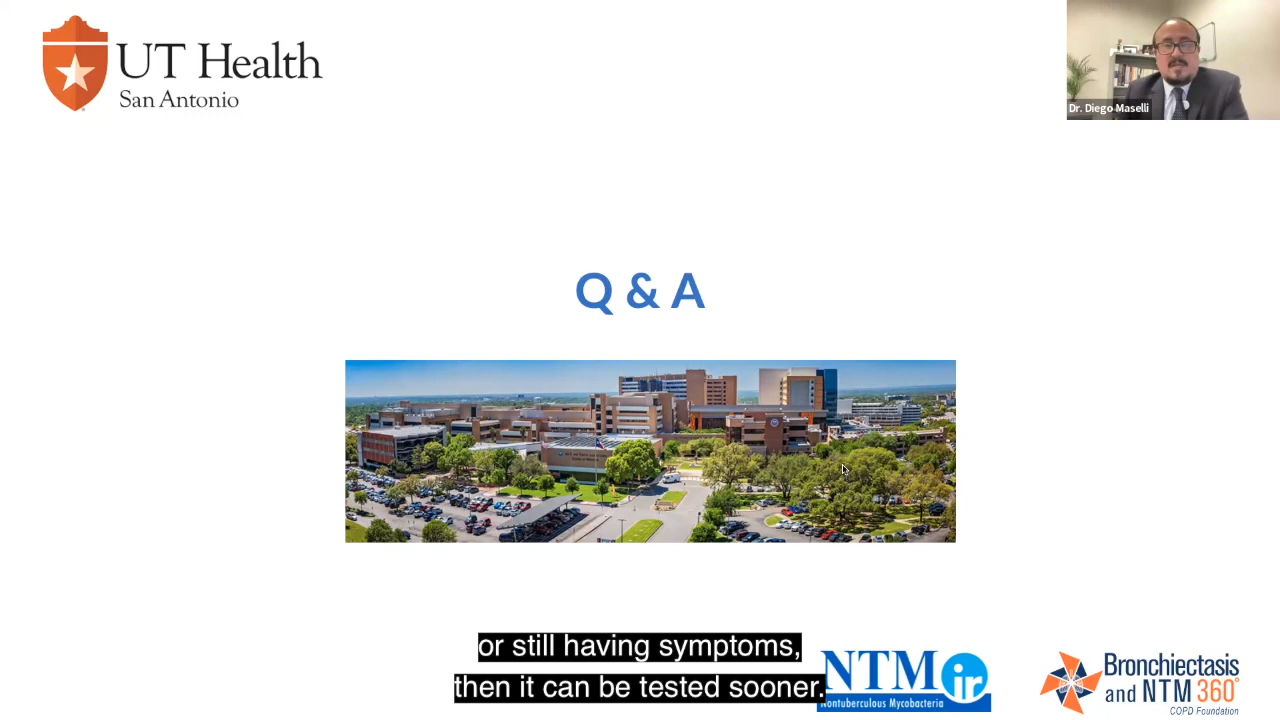 UT Health
San Antonio
Dr. Diego Maselli
Q & A
or still having symptoms,
then it can be tested sooner.
NTM ir
Nontuberculous Mycobacteria
Bronchiectasis
and NTM 360°
COPD Foundation